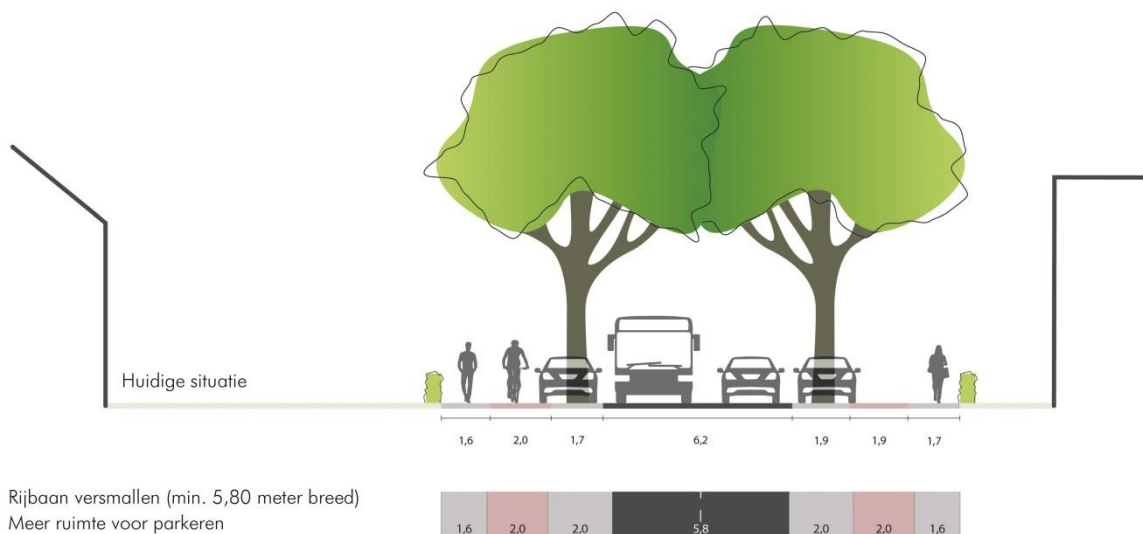 Huidige situatie
1,6 2,0 1,7 6,2 1,9 1,9 1,7
Rijbaan versmallen (min. 5,80 meter breed)
Meer ruimte voor parkeren
1,6 2,0 2,0 5,8 2,0 2,0 1,6